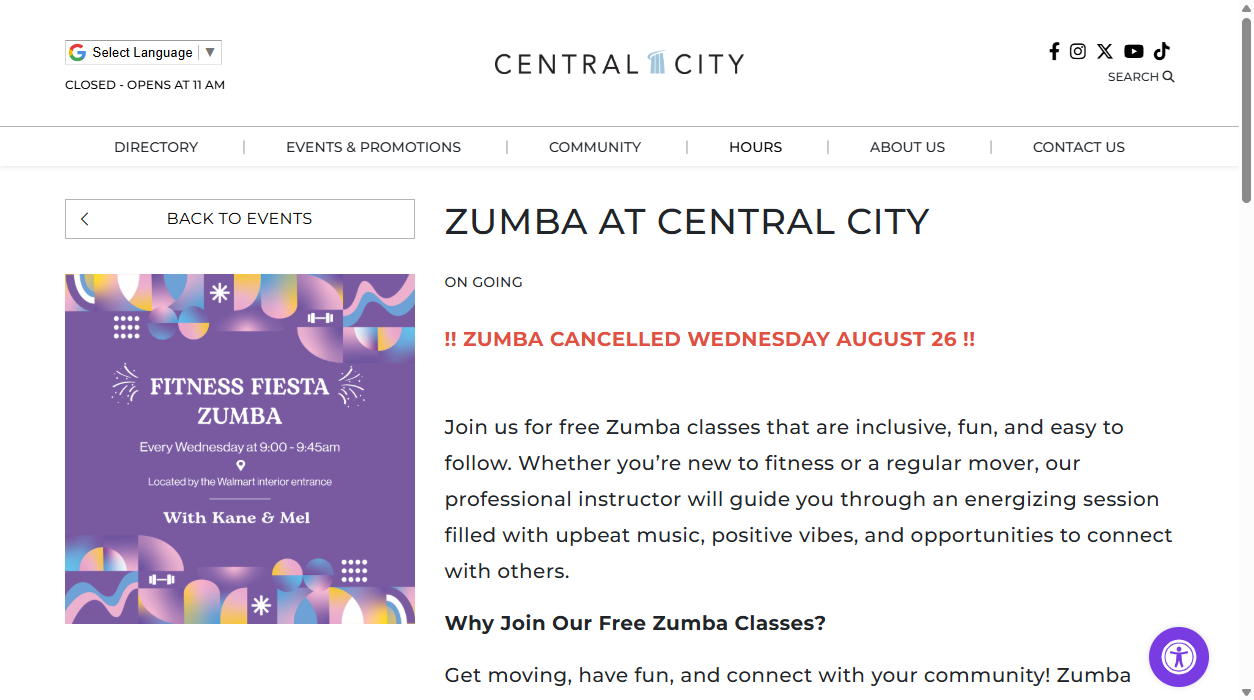 Select Language ▼
CLOSED - OPENS AT 11 AM
CENTRAL CITY
SEARCH
DIRECTORY | EVENTS & PROMOTIONS | COMMUNITY | HOURS | ABOUT US | CONTACT US
BACK TO EVENTS
FITNESS FIESTA
ZUMBA
Every Wednesday at 9:00 - 9:45am
Located by the Walmart interior entrance
With Kane & Mel
ZUMBA AT CENTRAL CITY
ON GOING
!! ZUMBA CANCELLED WEDNESDAY AUGUST 26 !!
Join us for free Zumba classes that are inclusive, fun, and easy to
follow. Whether you’re new to fitness or a regular mover, our
professional instructor will guide you through an energizing session
filled with upbeat music, positive vibes, and opportunities to connect
with others.
Why Join Our Free Zumba Classes?
Get moving, have fun, and connect with your community! Zumba